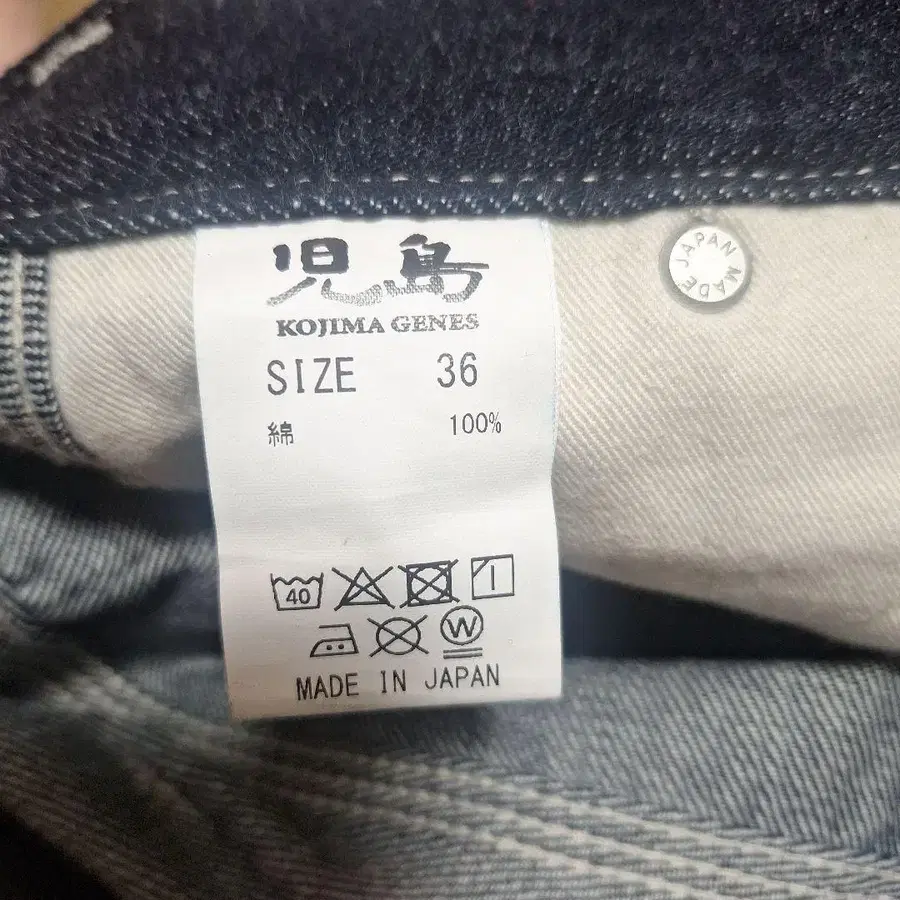 児島
KOJIMA GENES
SIZE 36
綿 100%
40
W
MADE IN JAPAN
MADE JAPAN